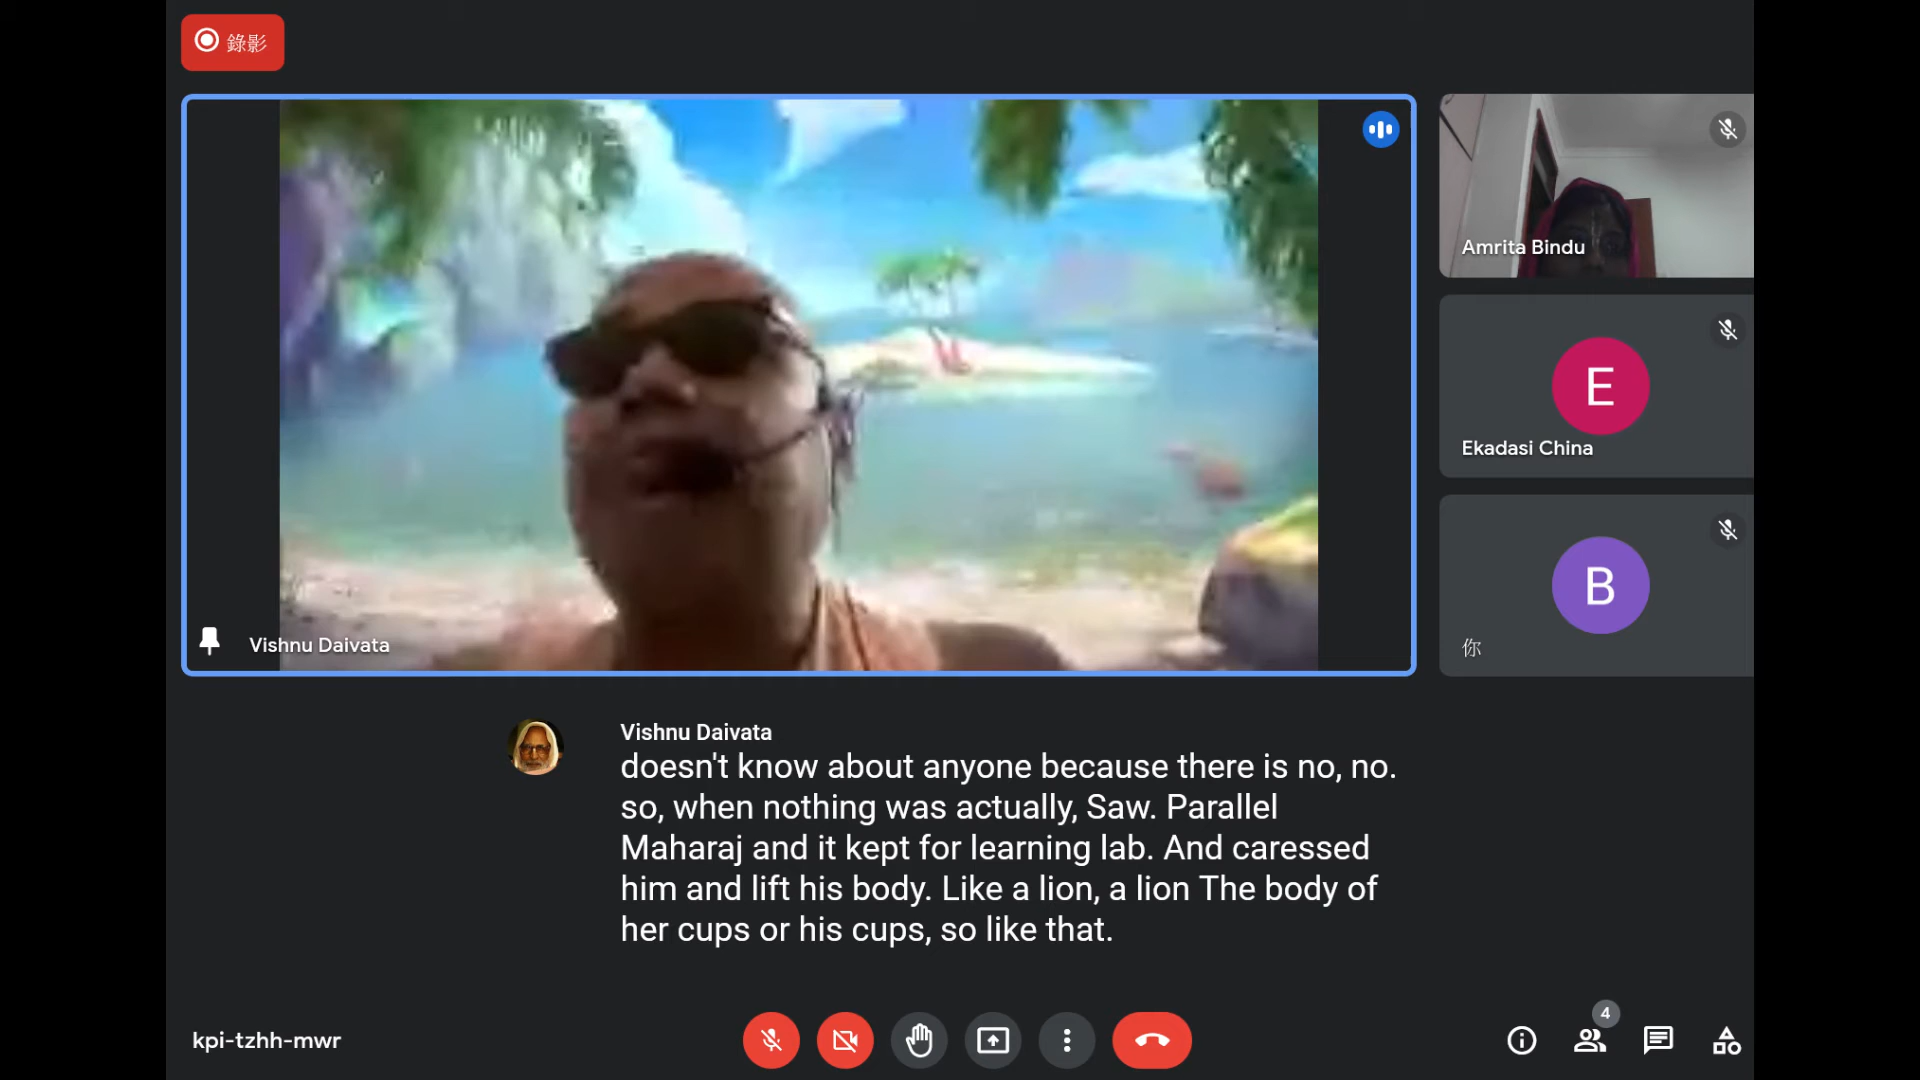 錄影
Amrita Bindu
E
Ekadasi China
B
你
Vishnu Daivata
Vishnu Daivata
doesn't know about anyone because there is no, no.
so, when nothing was actually, Saw. Parallel
Maharaj and it kept for learning lab. And caressed
him and lift his body. Like a lion, a lion The body of
her cups or his cups, so like that.
kpi-tzhh-mwr
4